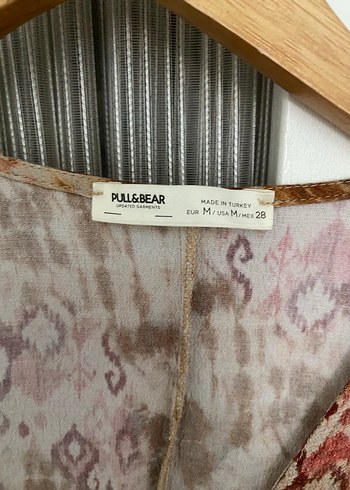 PULL&BEAR
UPDATED GARMENTS
MADE IN TURKEY
EUR M / USA M / MEX 28